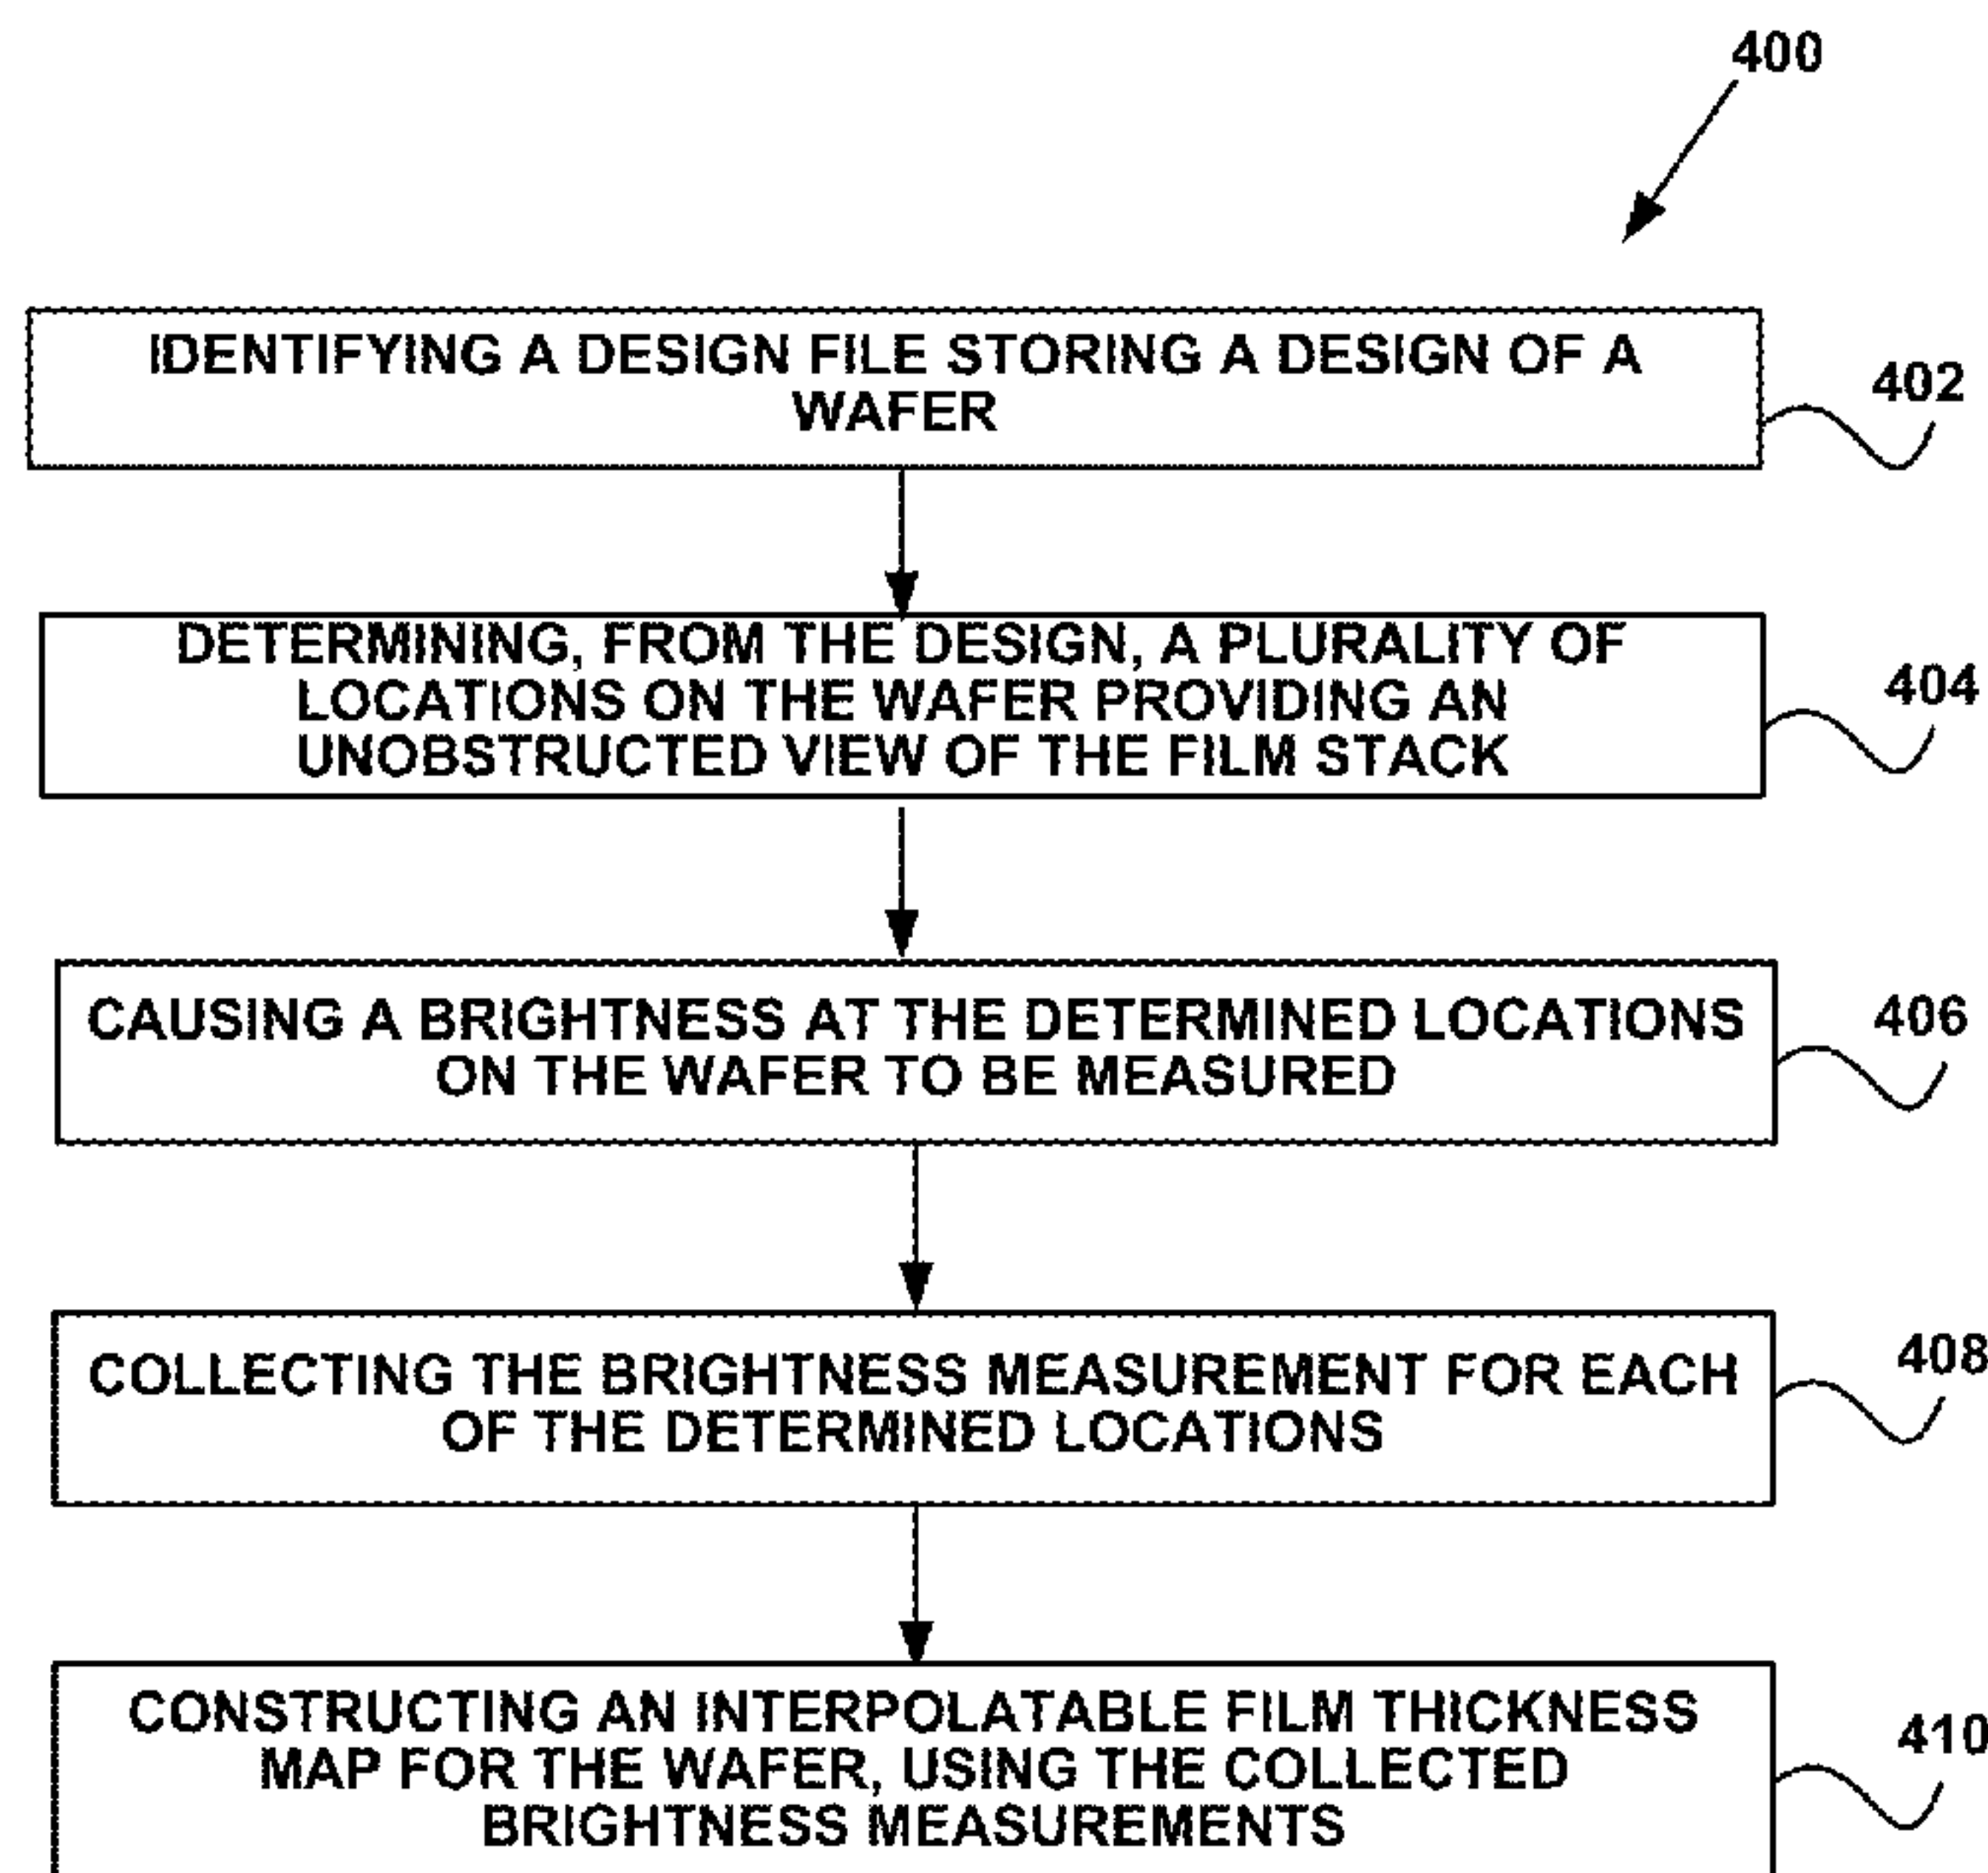 400
IDENTIFYING A DESIGN FILE STORING A DESIGN OF A
WAFER
402
DETERMINING, FROM THE DESIGN, A PLURALITY OF
LOCATIONS ON THE WAFER PROVIDING AN
UNOBSTRUCTED VIEW OF THE FILM STACK
404
CAUSING A BRIGHTNESS AT THE DETERMINED LOCATIONS
ON THE WAFER TO BE MEASURED
406
COLLECTING THE BRIGHTNESS MEASUREMENT FOR EACH
OF THE DETERMINED LOCATIONS
408
CONSTRUCTING AN INTERPOLATABLE FILM THICKNESS
MAP FOR THE WAFER, USING THE COLLECTED
BRIGHTNESS MEASUREMENTS
410